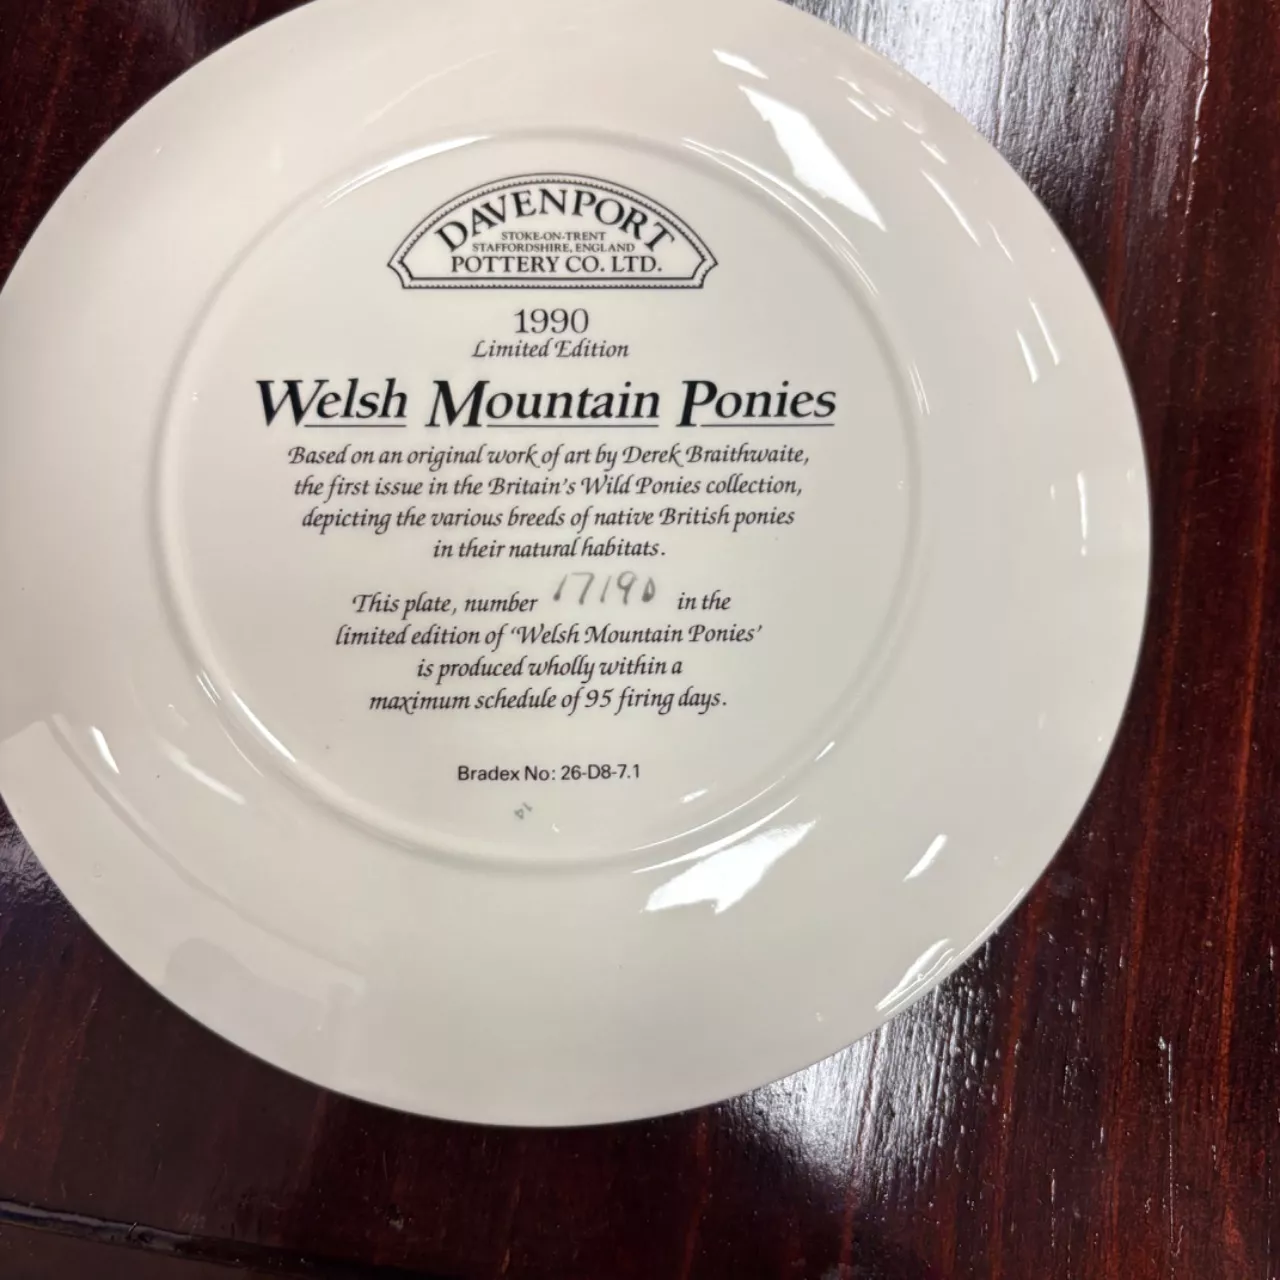 DAVENPORT
STOKE-ON-TRENT
STAFFORDSHIRE, ENGLAND
POTTERY CO. LTD.
1990
Limited Edition
Welsh Mountain Ponies
Based on an original work of art by Derek Braithwaite,
the first issue in the Britain's Wild Ponies collection,
depicting the various breeds of native British ponies
in their natural habitats.
This plate, number 17190 in the
limited edition of 'Welsh Mountain Ponies'
is produced wholly within a
maximum schedule of 95 firing days.
Bradex No: 26-D8-7.1